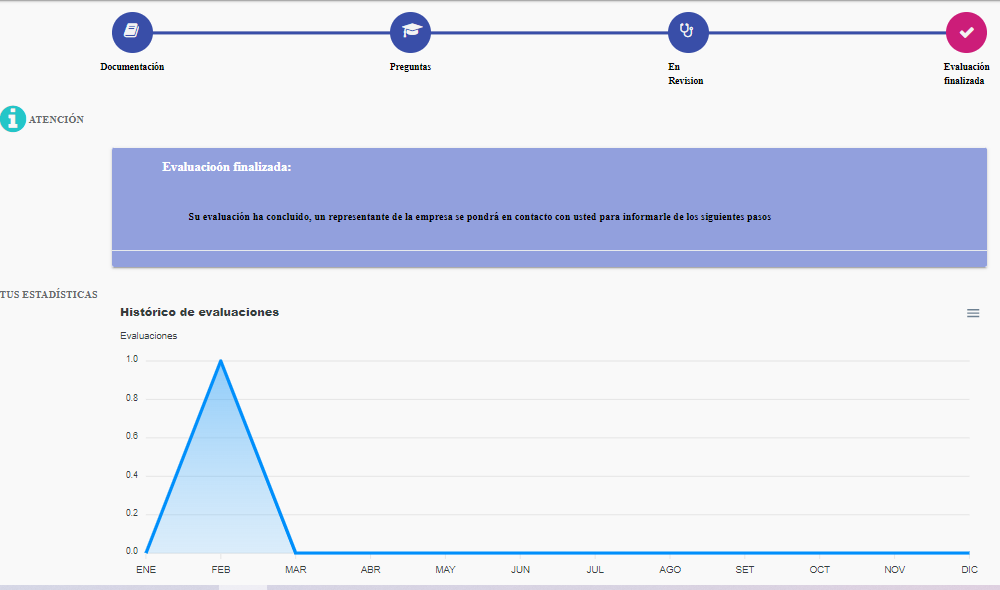 Documentación
Preguntas
En
Revision
Evaluación
finalizada
ATENCIÓN
Evaluacioón finalizada:
Su evaluación ha concluido, un representante de la empresa se pondrá en contacto con usted para informarle de los siguientes pasos
TUS ESTADÍSTICAS
Histórico de evaluaciones
Evaluaciones
1.0
0.8
0.6
0.4
0.2
0.0
ENE FEB MAR ABR MAY JUN JUL AGO SET OCT NOV DIC